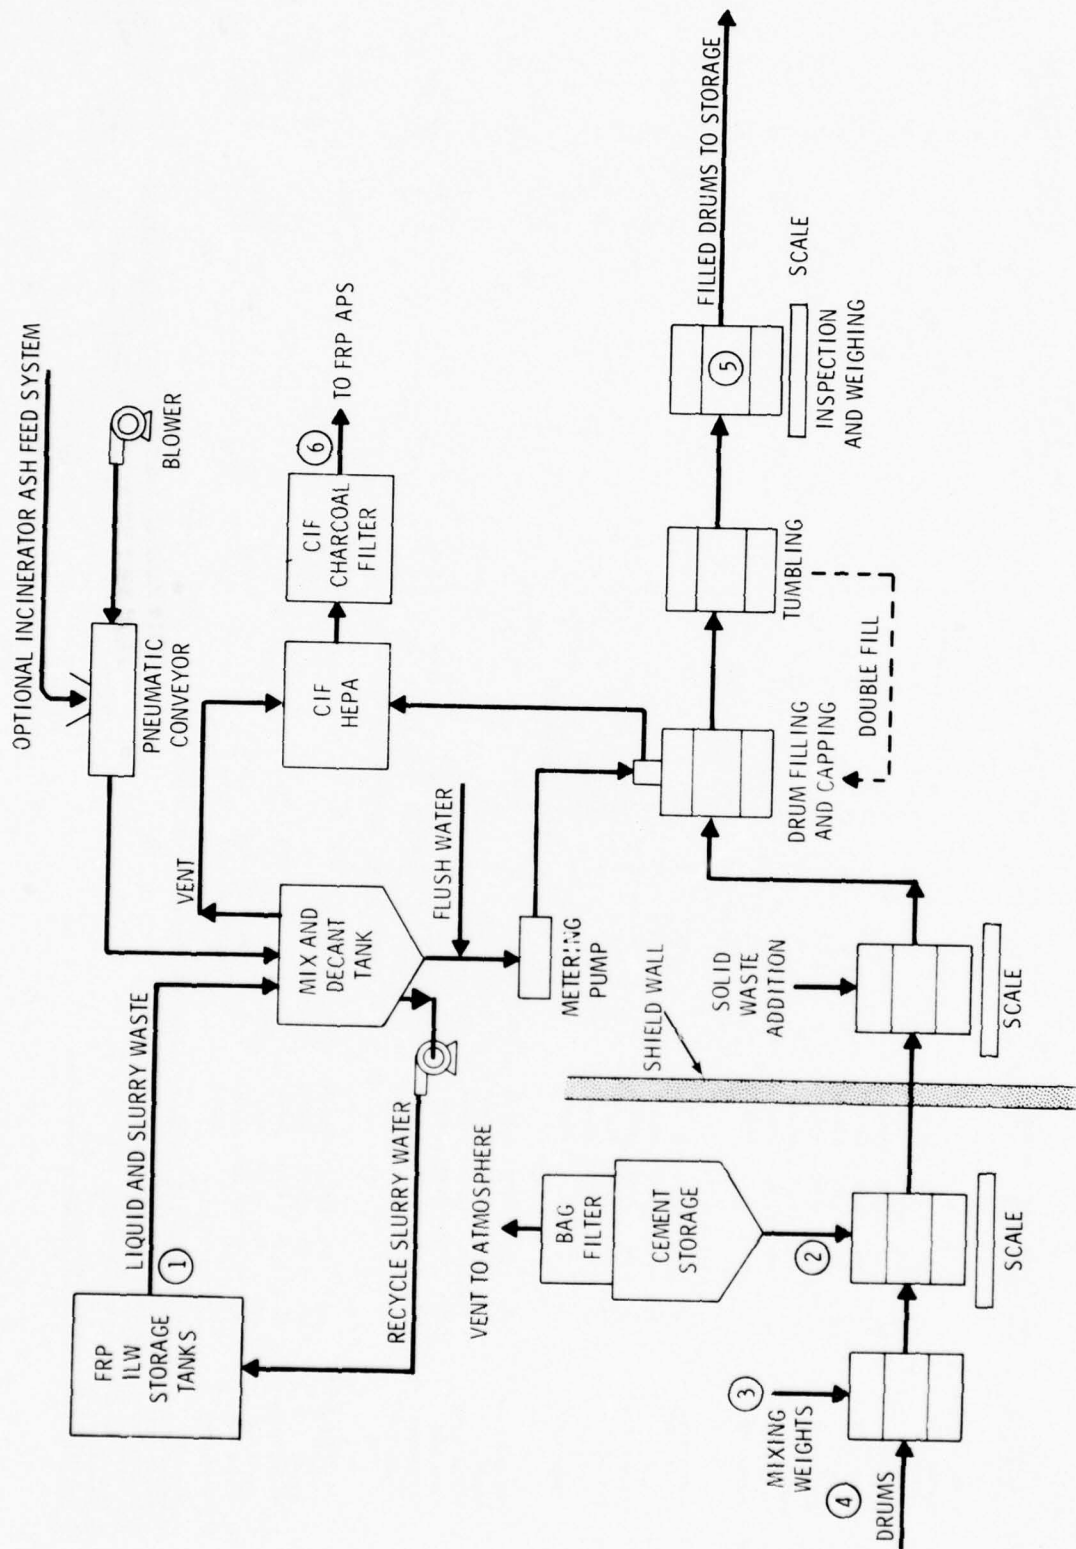 FRP
ILW
STORAGE
TANKS
1
LIQUID AND SLURRY WASTE
RECYCLE SLURRY WATER
VENT
MIX AND
DECANT
TANK
OPTIONAL INCINERATOR ASH FEED SYSTEM
PNEUMATIC
CONVEYOR
BLOWER
CIF
HEPA
CIF
CHARCOAL
FILTER
6
TO FRP APS
FLUSH WATER
METERING
PUMP
VENT TO ATMOSPHERE
BAG
FILTER
CEMENT
STORAGE
2
SHIELD WALL
SOLID
WASTE
ADDITION
3
MIXING
WEIGHTS
4
DRUMS
SCALE
SCALE
DRUM FILLING
AND CAPPING
DOUBLE FILL
TUMBLING
5
FILLED DRUMS TO STORAGE
SCALE
INSPECTION
AND WEIGHING